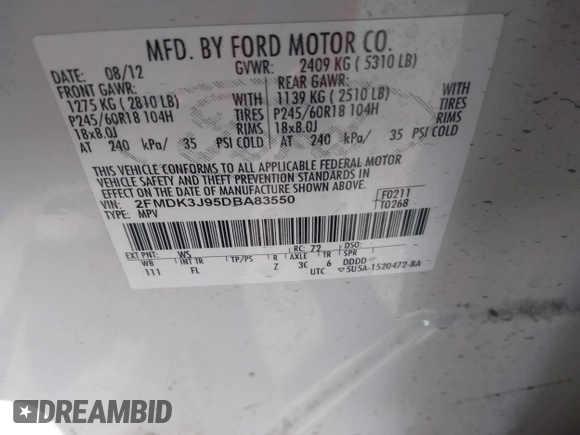 MFD. BY FORD MOTOR CO.
DATE: 08/12 GVWR: 2409 KG ( 5310 LB)
FRONT GAWR: REAR GAWR:
1275 KG ( 2810 LB) WITH 1139 KG ( 2510 LB) WITH
P245/60R18 104H TIRES P245/60R18 104H TIRES
18x8.0J RIMS 18x8.0J RIMS
AT 240 kPa/ 35 PSI COLD AT 240 kPa/ 35 PSI COLD
THIS VEHICLE CONFORMS TO ALL APPLICABLE FEDERAL MOTOR
VEHICLE SAFETY AND THEFT PREVENTION STANDARDS IN
EFFECT ON THE DATE OF MANUFACTURE SHOWN ABOVE.
VIN: 2FMDK3J95DBA83550 F0211
TYPE: MPV T0268
EXT PNT: WS RC: 72 DSO:
WB INT TR TP/PS R AXLE TR SPR
111 FL Z 3C 6 DDDD
UTC ▽5U5A-1520472-BA
DREAMBID